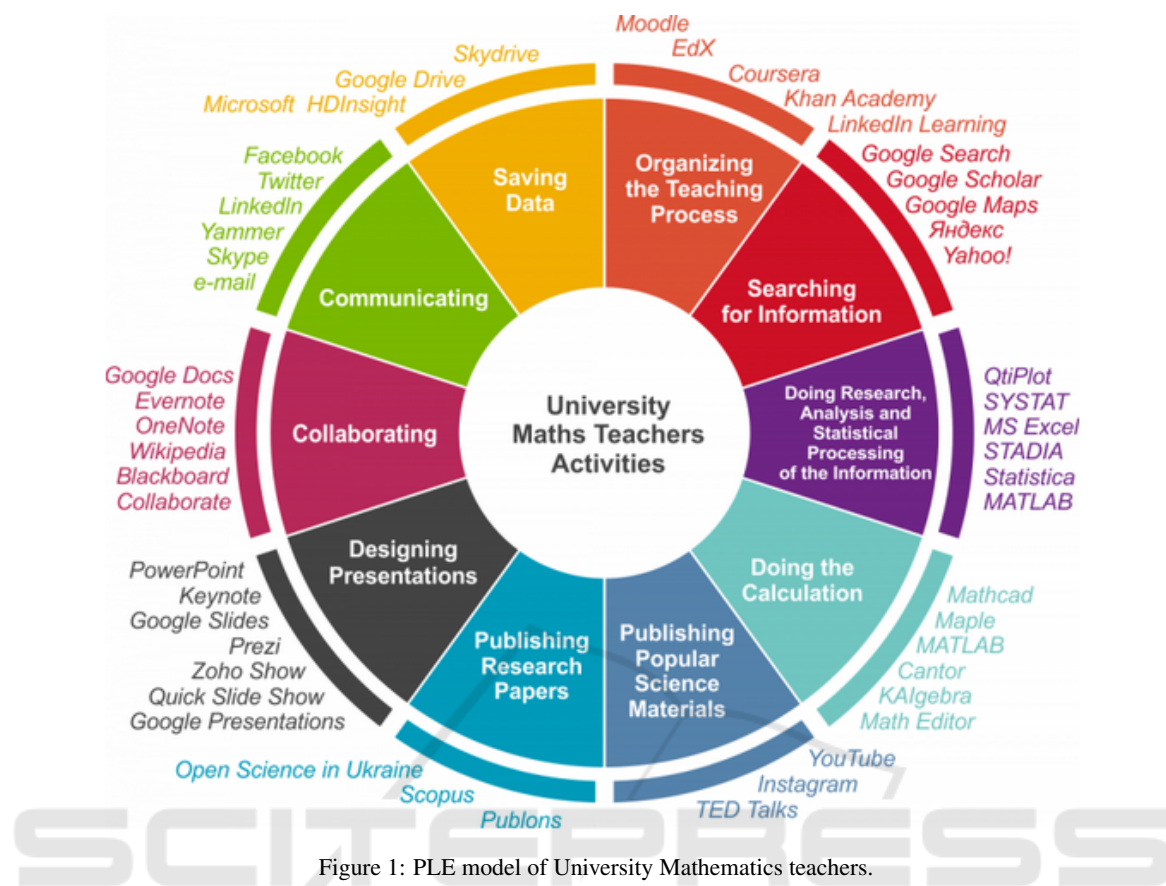 Moodle
EdX
Coursera
Khan Academy
LinkedIn Learning
Organizing
the Teaching
Process
Google Search
Google Scholar
Google Maps
Яндекс
Yahoo!
Searching
for Information
QtiPlot
SYSTAT
MS Excel
STADIA
Statistica
MATLAB
Doing Research,
Analysis and
Statistical
Processing
of the Information
Mathcad
Maple
MATLAB
Cantor
KAlgebra
Math Editor
Doing the
Calculation
YouTube
Instagram
TED Talks
Publishing
Popular
Science
Materials
Open Science in Ukraine
Scopus
Publons
Publishing
Research
Papers
PowerPoint
Keynote
Google Slides
Prezi
Zoho Show
Quick Slide Show
Google Presentations
Designing
Presentations
Google Docs
Evernote
OneNote
Wikipedia
Blackboard
Collaborate
Collaborating
Facebook
Twitter
LinkedIn
Yammer
Skype
e-mail
Communicating
Skydrive
Google Drive
Microsoft HDInsight
Saving
Data
University
Maths Teachers
Activities
SCITEPRESS
Figure 1: PLE model of University Mathematics teachers.